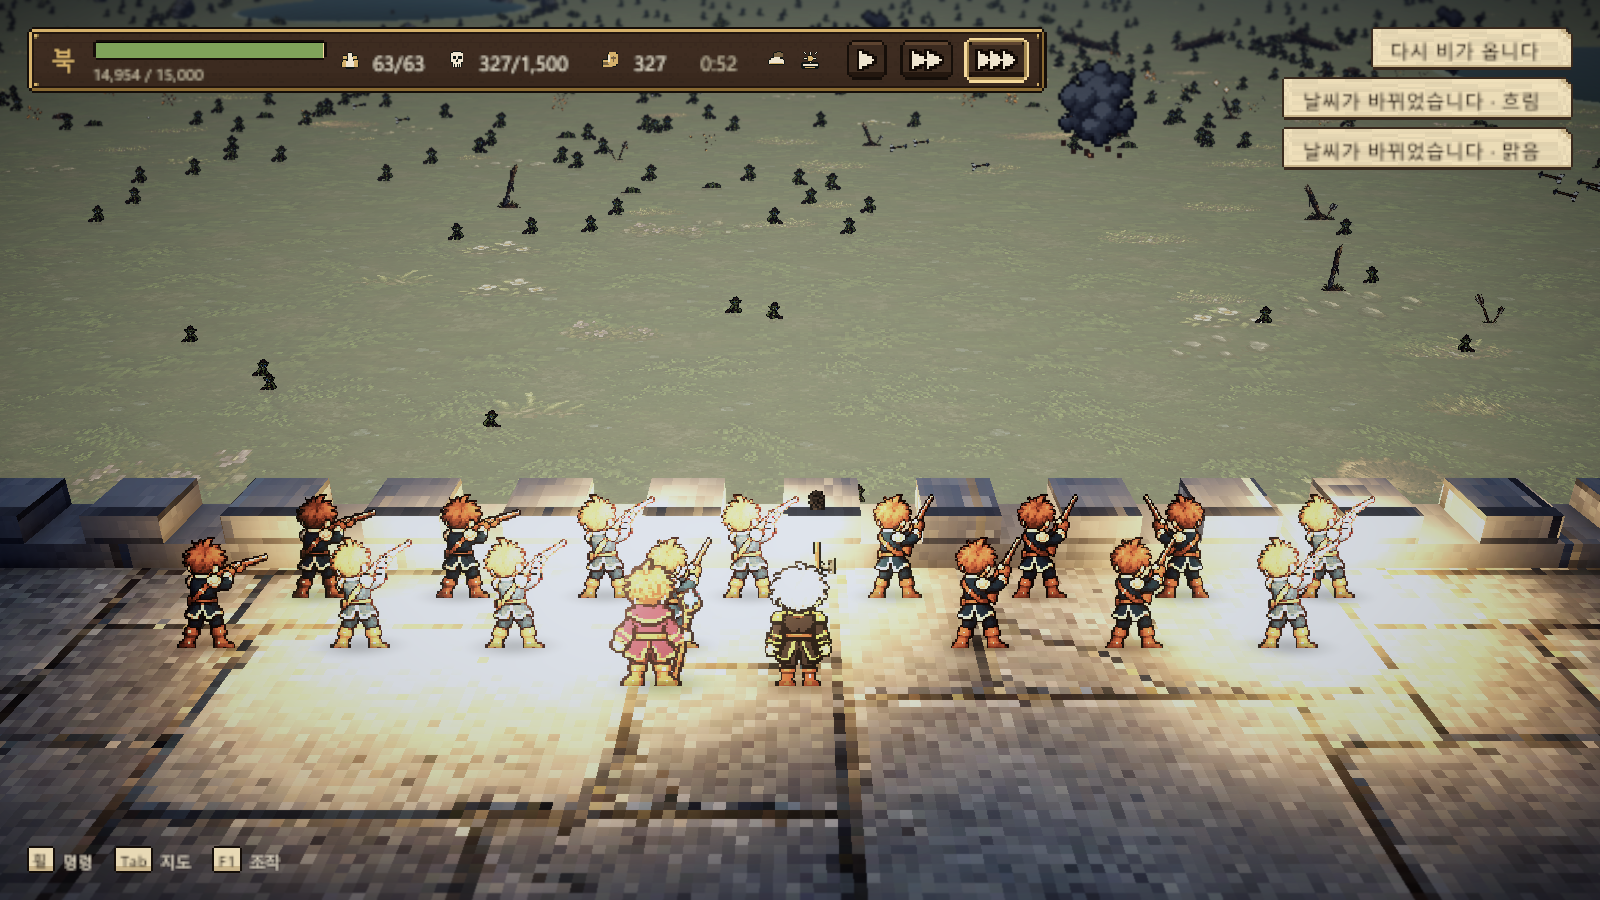 북
14,954 / 15,000
63/63
327/1,500
327
0:52
다시 비가 옵니다
날씨가 바뀌었습니다 · 흐림
날씨가 바뀌었습니다 · 맑음
휠 명령
Tab 지도
F1 조작